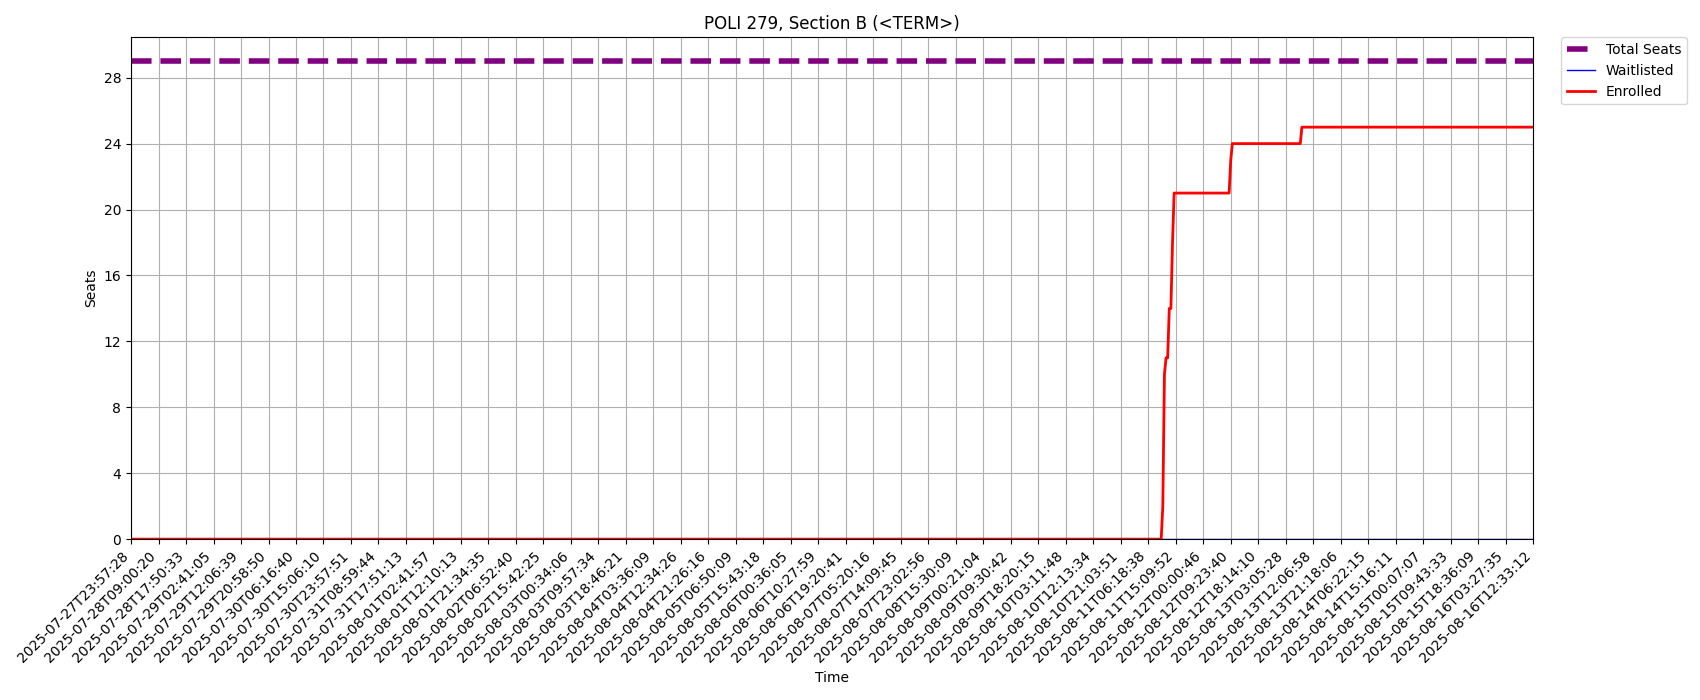 POLI 279, Section B (<TERM>)
Total Seats
Waitlisted
Enrolled
28
24
20
16
12
8
4
0
Seats
2025-07-27T23:57:28
2025-07-28T09:00:20
2025-07-28T17:50:33
2025-07-29T02:41:05
2025-07-29T12:06:39
2025-07-29T20:58:50
2025-07-30T06:16:40
2025-07-30T15:06:10
2025-07-30T23:57:51
2025-07-31T08:59:44
2025-07-31T17:51:13
2025-08-01T02:41:57
2025-08-01T12:10:13
2025-08-01T21:34:35
2025-08-02T06:52:40
2025-08-02T15:42:25
2025-08-03T00:34:06
2025-08-03T09:57:34
2025-08-03T18:46:21
2025-08-04T03:36:09
2025-08-04T12:34:26
2025-08-04T21:26:16
2025-08-05T06:50:09
2025-08-05T15:43:18
2025-08-06T00:36:05
2025-08-06T10:27:59
2025-08-06T19:20:41
2025-08-07T05:20:16
2025-08-07T14:09:45
2025-08-07T23:02:56
2025-08-08T15:30:09
2025-08-09T00:21:04
2025-08-09T09:30:42
2025-08-09T18:20:15
2025-08-10T03:11:48
2025-08-10T12:13:34
2025-08-10T21:03:51
2025-08-11T06:18:38
2025-08-11T15:09:52
2025-08-12T00:00:46
2025-08-12T09:23:40
2025-08-12T18:14:10
2025-08-13T03:05:28
2025-08-13T12:06:58
2025-08-13T21:18:06
2025-08-14T06:22:15
2025-08-14T15:16:11
2025-08-15T00:07:07
2025-08-15T09:43:33
2025-08-15T18:36:09
2025-08-16T03:27:35
2025-08-16T12:33:12
Time